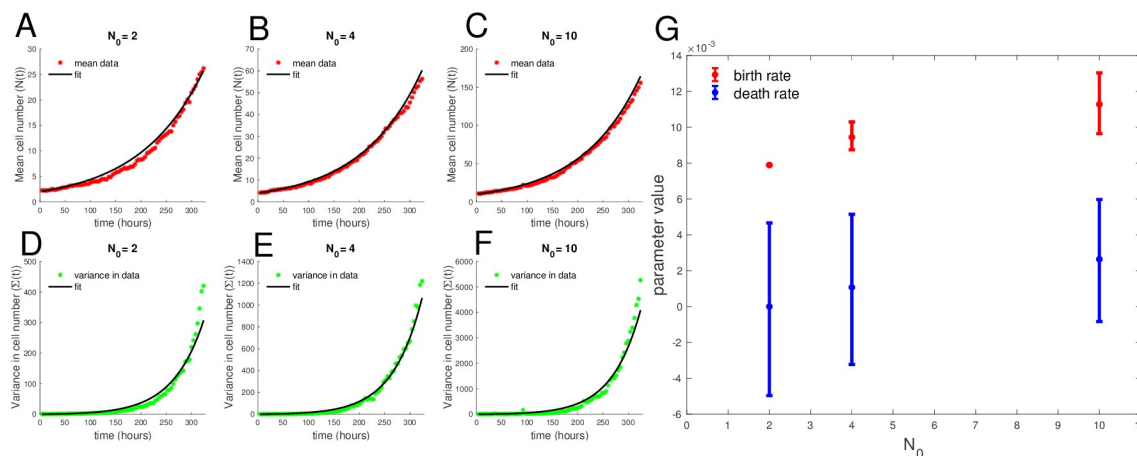 A
N0 = 2
mean data
fit
Mean cell number (N(t))
30
25
20
15
10
5
0
0 50 100 150 200 250 300
time (hours)
B
N0 = 4
mean data
fit
Mean cell number (N(t))
70
60
50
40
30
20
10
0
0 50 100 150 200 250 300
time (hours)
C
N0 = 10
mean data
fit
Mean cell number (N(t))
200
150
100
50
0
0 50 100 150 200 250 300
time (hours)
D
N0 = 2
variance in data
fit
Variance in cell number (Σ(t))
500
400
300
200
100
0
0 50 100 150 200 250 300
time (hours)
E
N0 = 4
variance in data
fit
Variance in cell number (Σ(t))
1400
1200
1000
800
600
400
200
0
0 50 100 150 200 250 300
time (hours)
F
N0 = 10
variance in data
fit
Variance in cell number (Σ(t))
6000
5000
4000
3000
2000
1000
0
0 50 100 150 200 250 300
time (hours)
G
×10-3
birth rate
death rate
parameter value
14
12
10
8
6
4
2
0
-2
-4
-6
0 1 2 3 4 5 6 7 8 9 10 11
N0